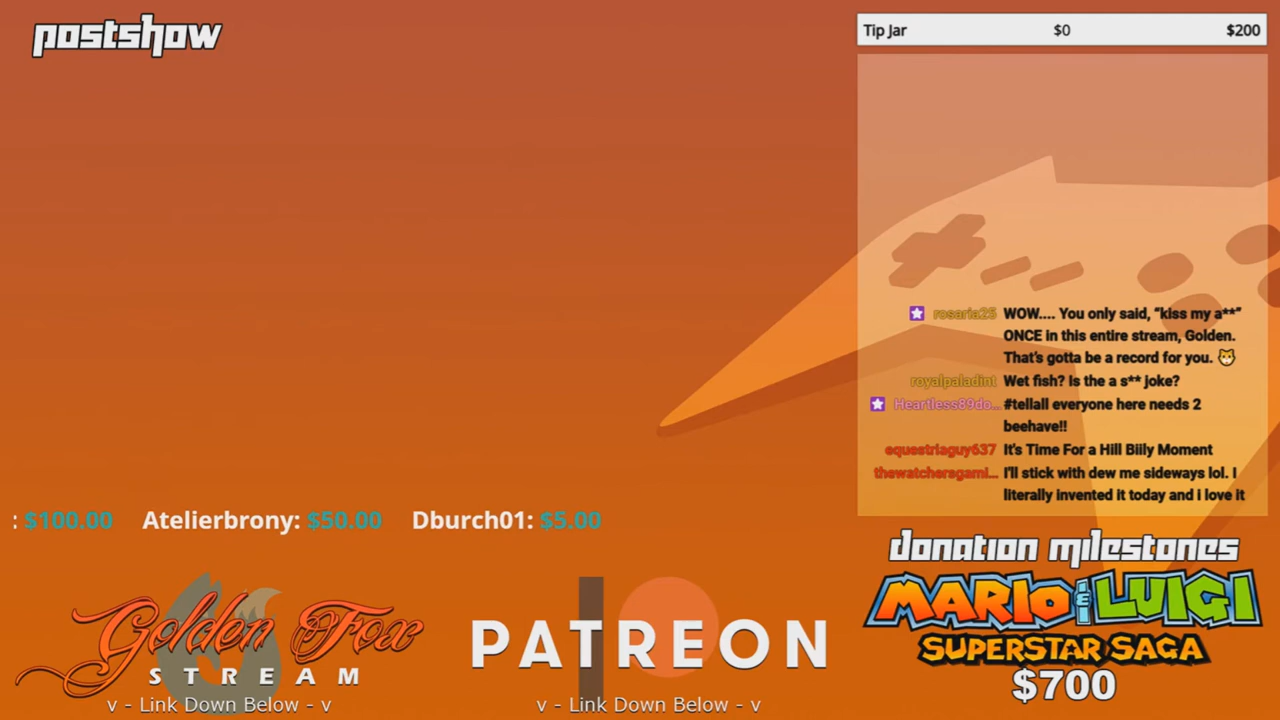 postshow
Tip Jar $0 $200
rosaria25 WOW.... You only said, "kiss my a**"
ONCE in this entire stream, Golden.
That's gotta be a record for you.
royalpaladint Wet fish? Is the a s** joke?
Heartless89do... #tellall everyone here needs 2
beehave!!
equestriaguy637 It's Time For a Hill Biily Moment
thewatchersgami... I'll stick with dew me sideways lol. I
literally invented it today and i love it
: $100.00 Atelierbrony: $50.00 Dburch01: $5.00
Donation Milestones
MARIO & LUIGI
SUPERSTAR SAGA
$700
Golden Fox
STREAM
v - Link Down Below - v
PATREON
v - Link Down Below - v